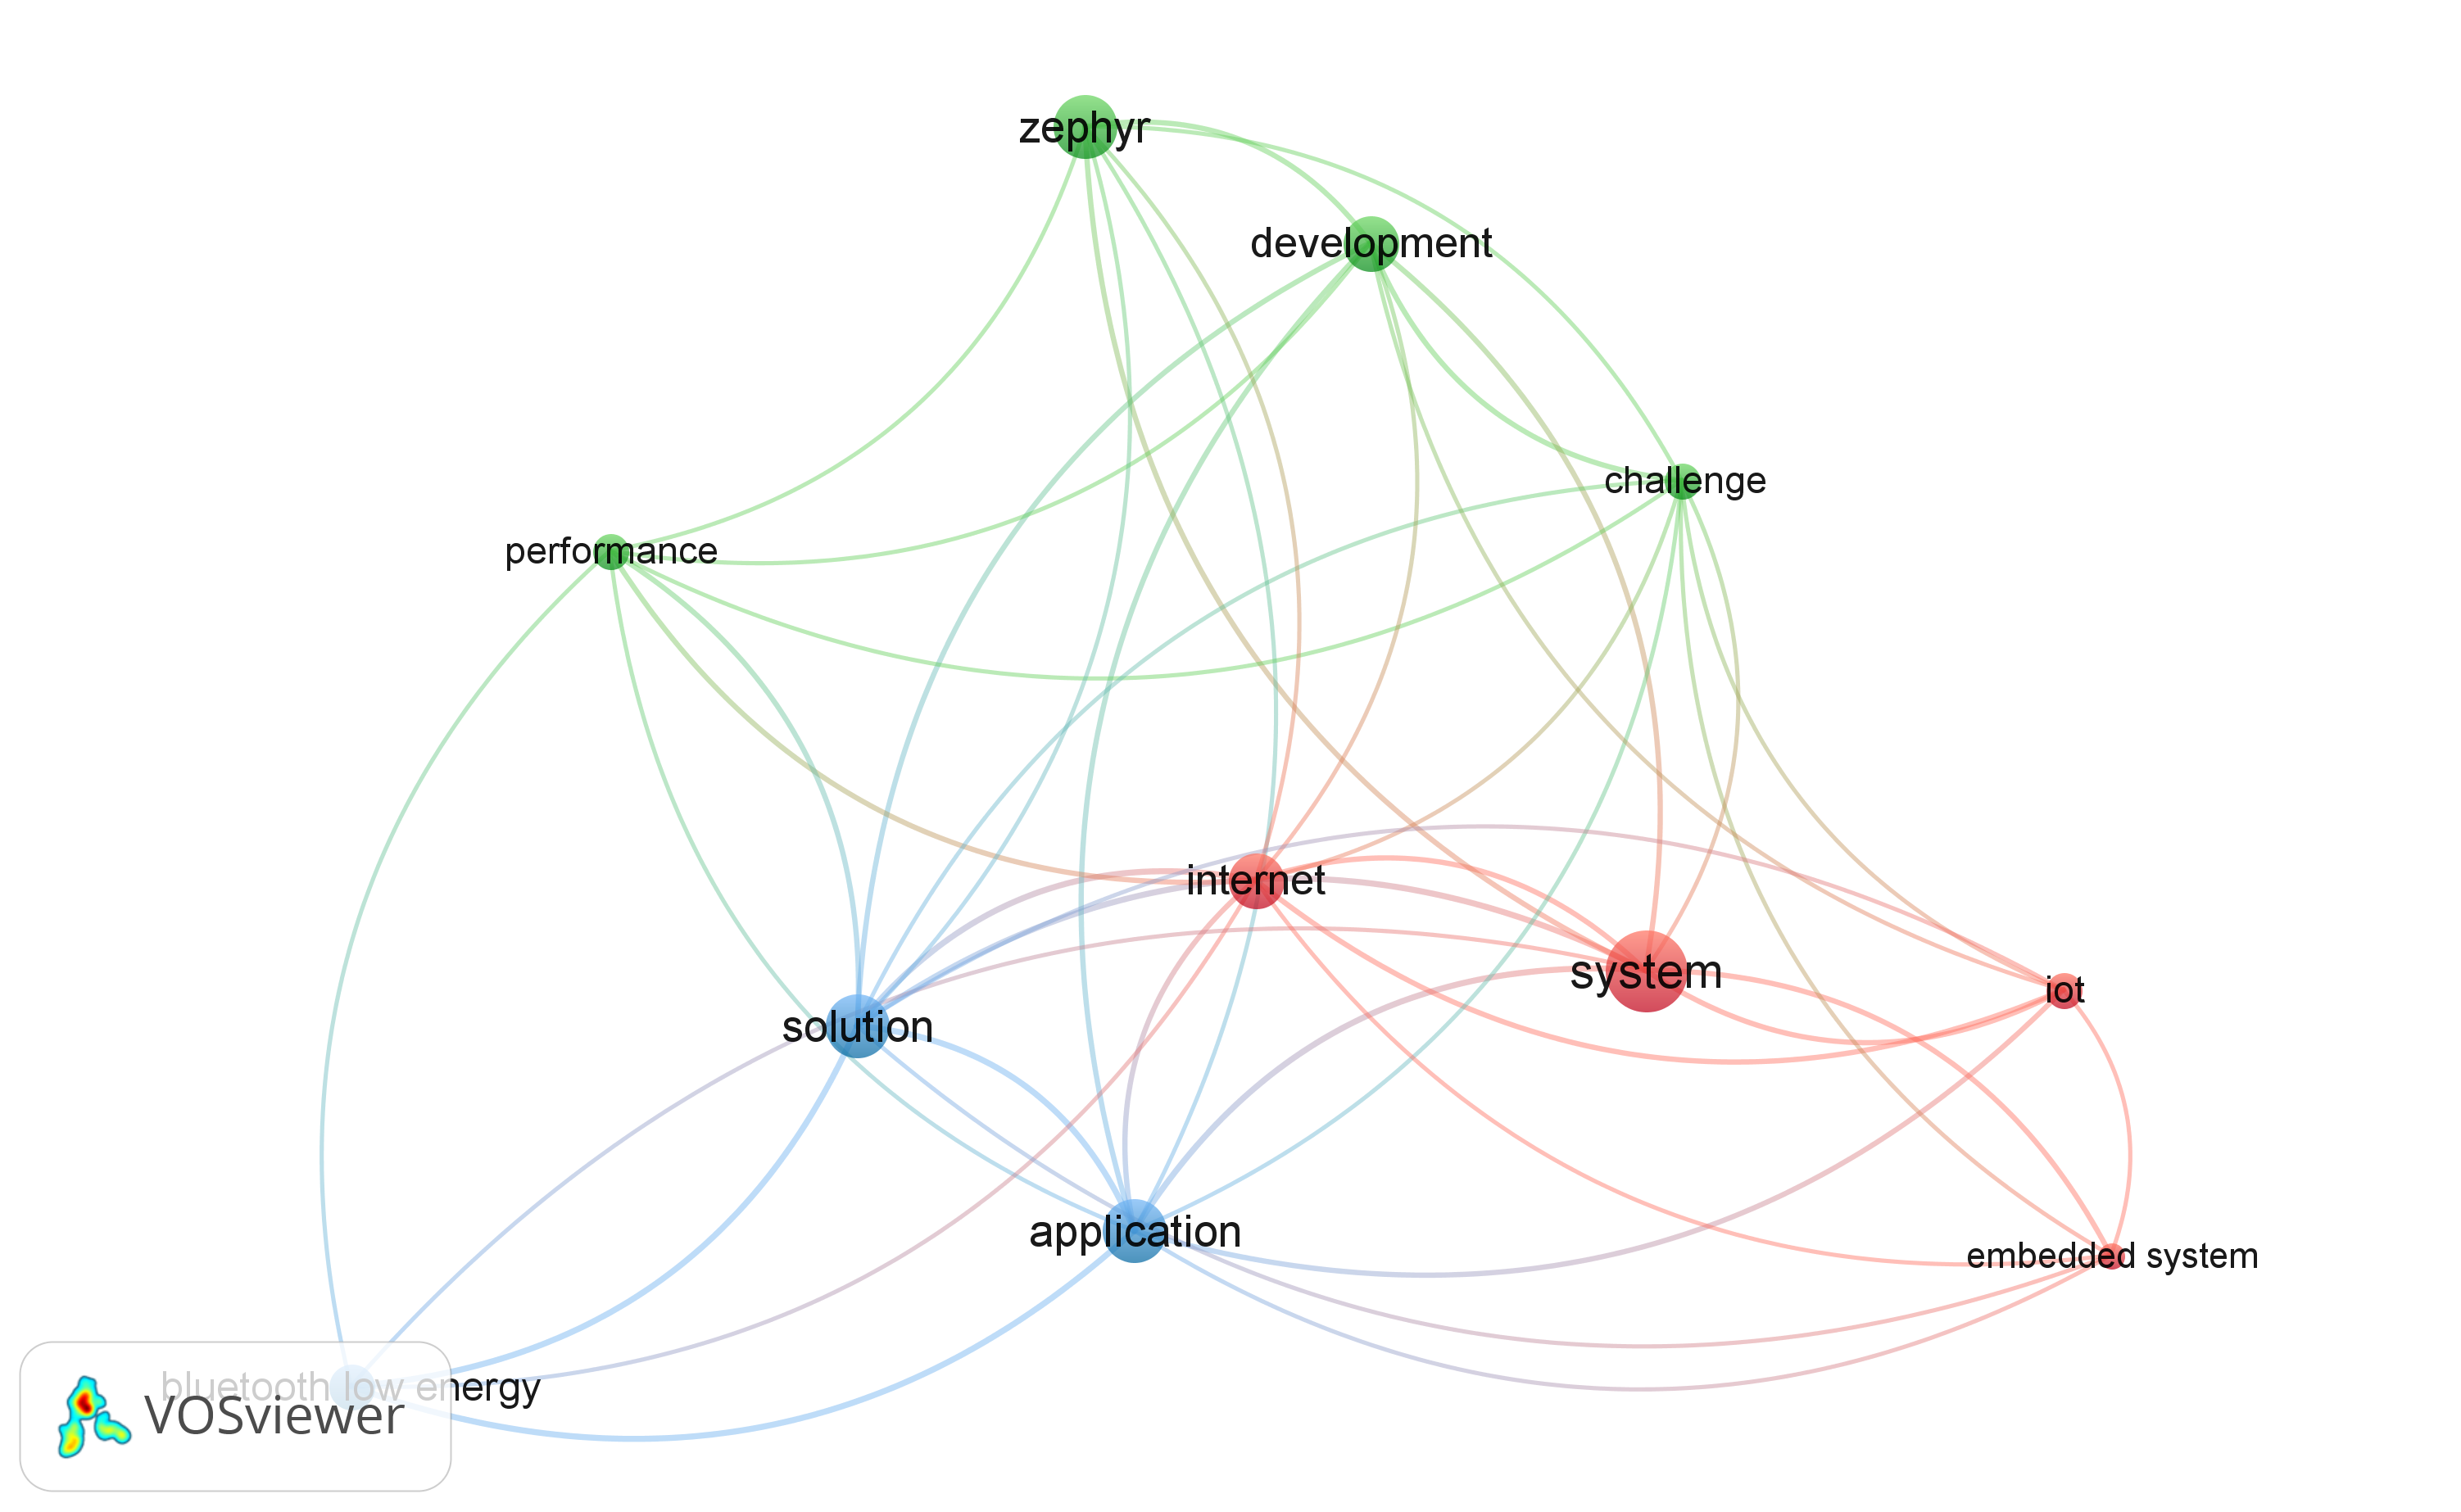 zephyr
development
challenge
performance
internet
system
iot
solution
application
embedded system
bluetooth low energy
VOSviewer